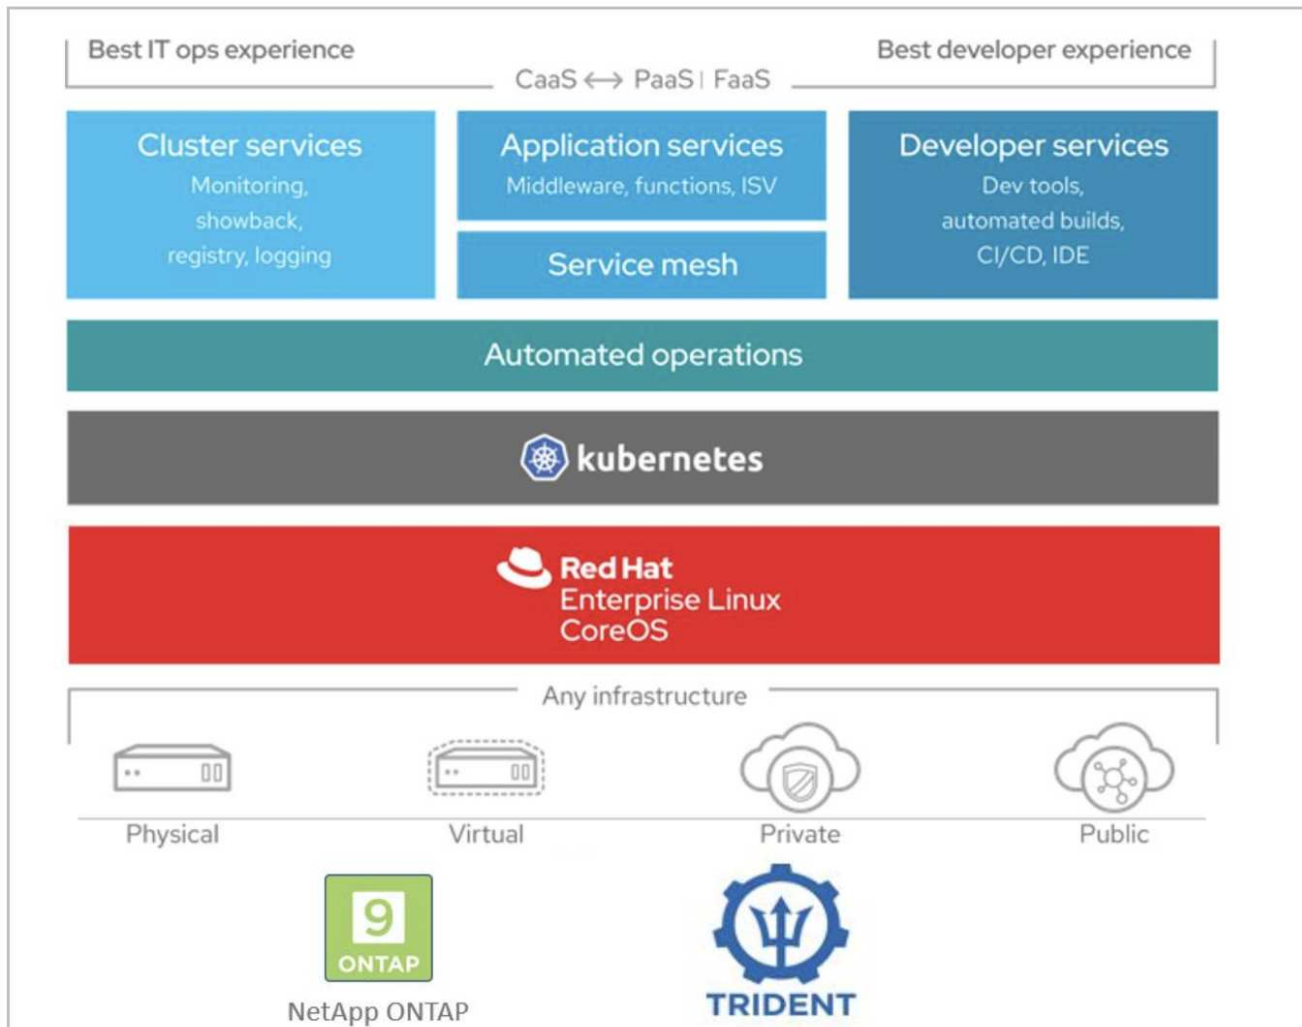 Best IT ops experience
Best developer experience
CaaS ↔ PaaS | FaaS
Cluster services
Monitoring,
showback,
registry, logging
Application services
Middleware, functions, ISV
Service mesh
Developer services
Dev tools,
automated builds,
CI/CD, IDE
Automated operations
kubernetes
Red Hat
Enterprise Linux
CoreOS
Any infrastructure
Physical
Virtual
Private
Public
9
ONTAP
NetApp ONTAP
TRIDENT